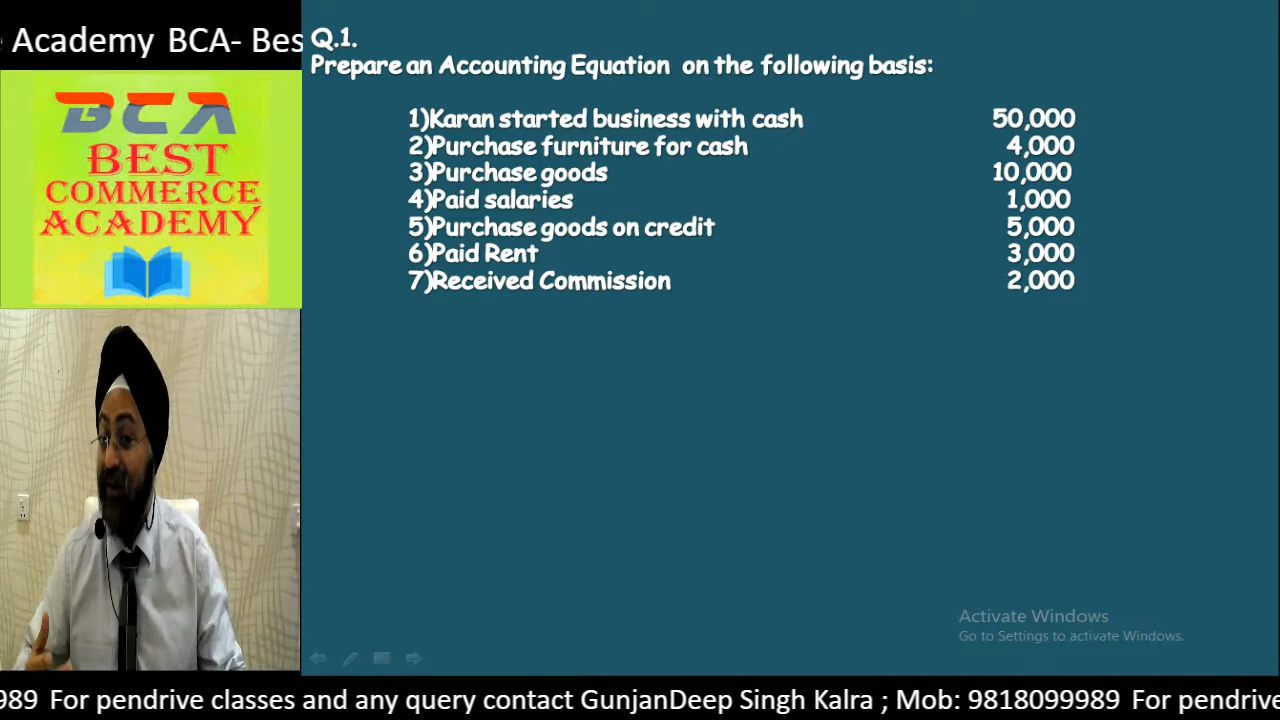 Academy BCA- Bes
BCA
BEST
COMMERCE
ACADEMY
Q.1.
Prepare an Accounting Equation on the following basis:
1)Karan started business with cash 50,000
2)Purchase furniture for cash 4,000
3)Purchase goods 10,000
4)Paid salaries 1,000
5)Purchase goods on credit 5,000
6)Paid Rent 3,000
7)Received Commission 2,000
Activate Windows
Go to Settings to activate Windows.
989 For pendrive classes and any query contact GunjanDeep Singh Kalra ; Mob: 9818099989 For pendrive